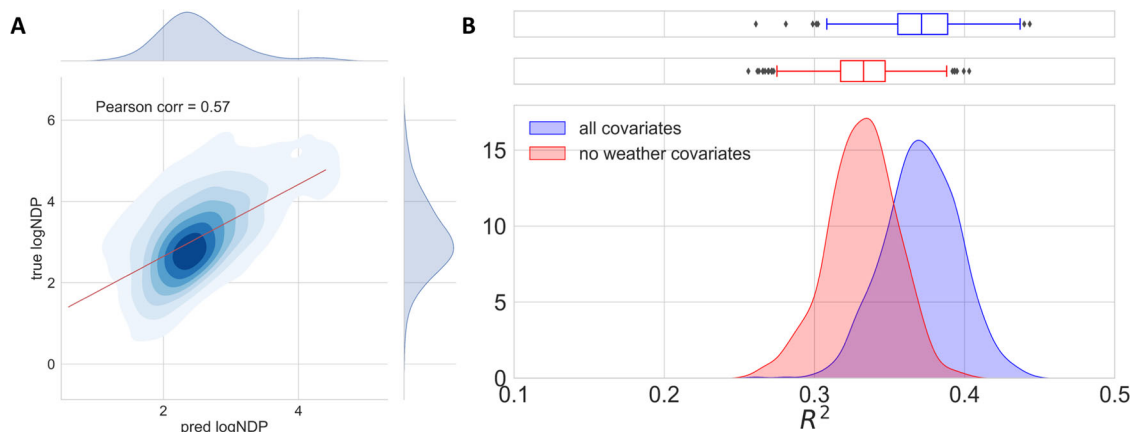 A
Pearson corr = 0.57
6
4
2
0
true logNDP
2
4
pred logNDP
B
all covariates
no weather covariates
15
10
5
0
0.1
0.2
0.3
0.4
0.5
R²